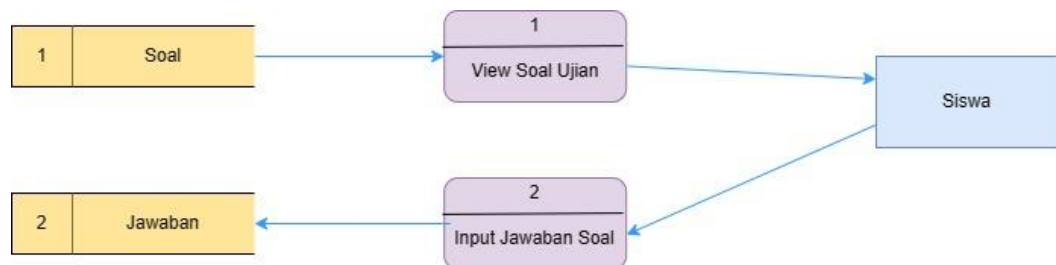 1
1 Soal
View Soal Ujian
Siswa
2
2 Jawaban
Input Jawaban Soal